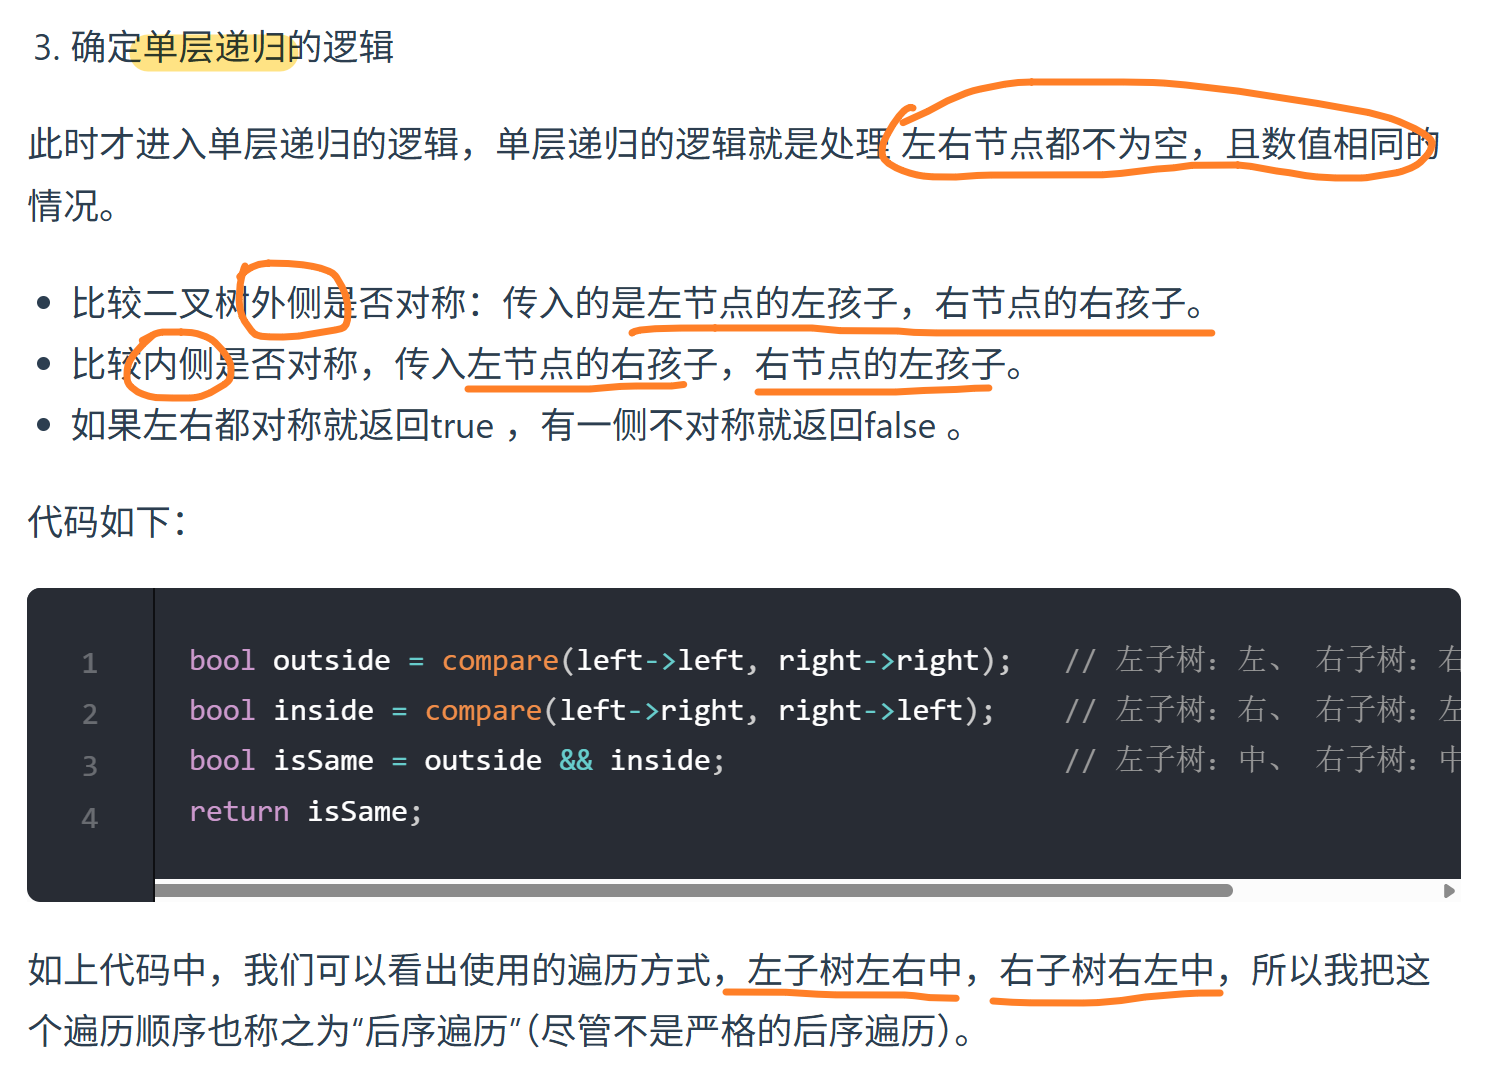 3. 确定单层递归的逻辑
此时才进入单层递归的逻辑，单层递归的逻辑就是处理 左右节点都不为空，且数值相同的
情况。
比较二叉树外侧是否对称：传入的是左节点的左孩子，右节点的右孩子。
比较内侧是否对称，传入左节点的右孩子，右节点的左孩子。
如果左右都对称就返回true ，有一侧不对称就返回false 。
代码如下：
1 bool outside = compare(left->left, right->right);   // 左子树：左、 右子树：右
2 bool inside = compare(left->right, right->left);    // 左子树：右、 右子树：左
3 bool isSame = outside && inside;                    // 左子树：中、 右子树：中
4 return isSame;
如上代码中，我们可以看出使用的遍历方式，左子树左右中，右子树右左中，所以我把这
个遍历顺序也称之为“后序遍历”（尽管不是严格的后序遍历）。